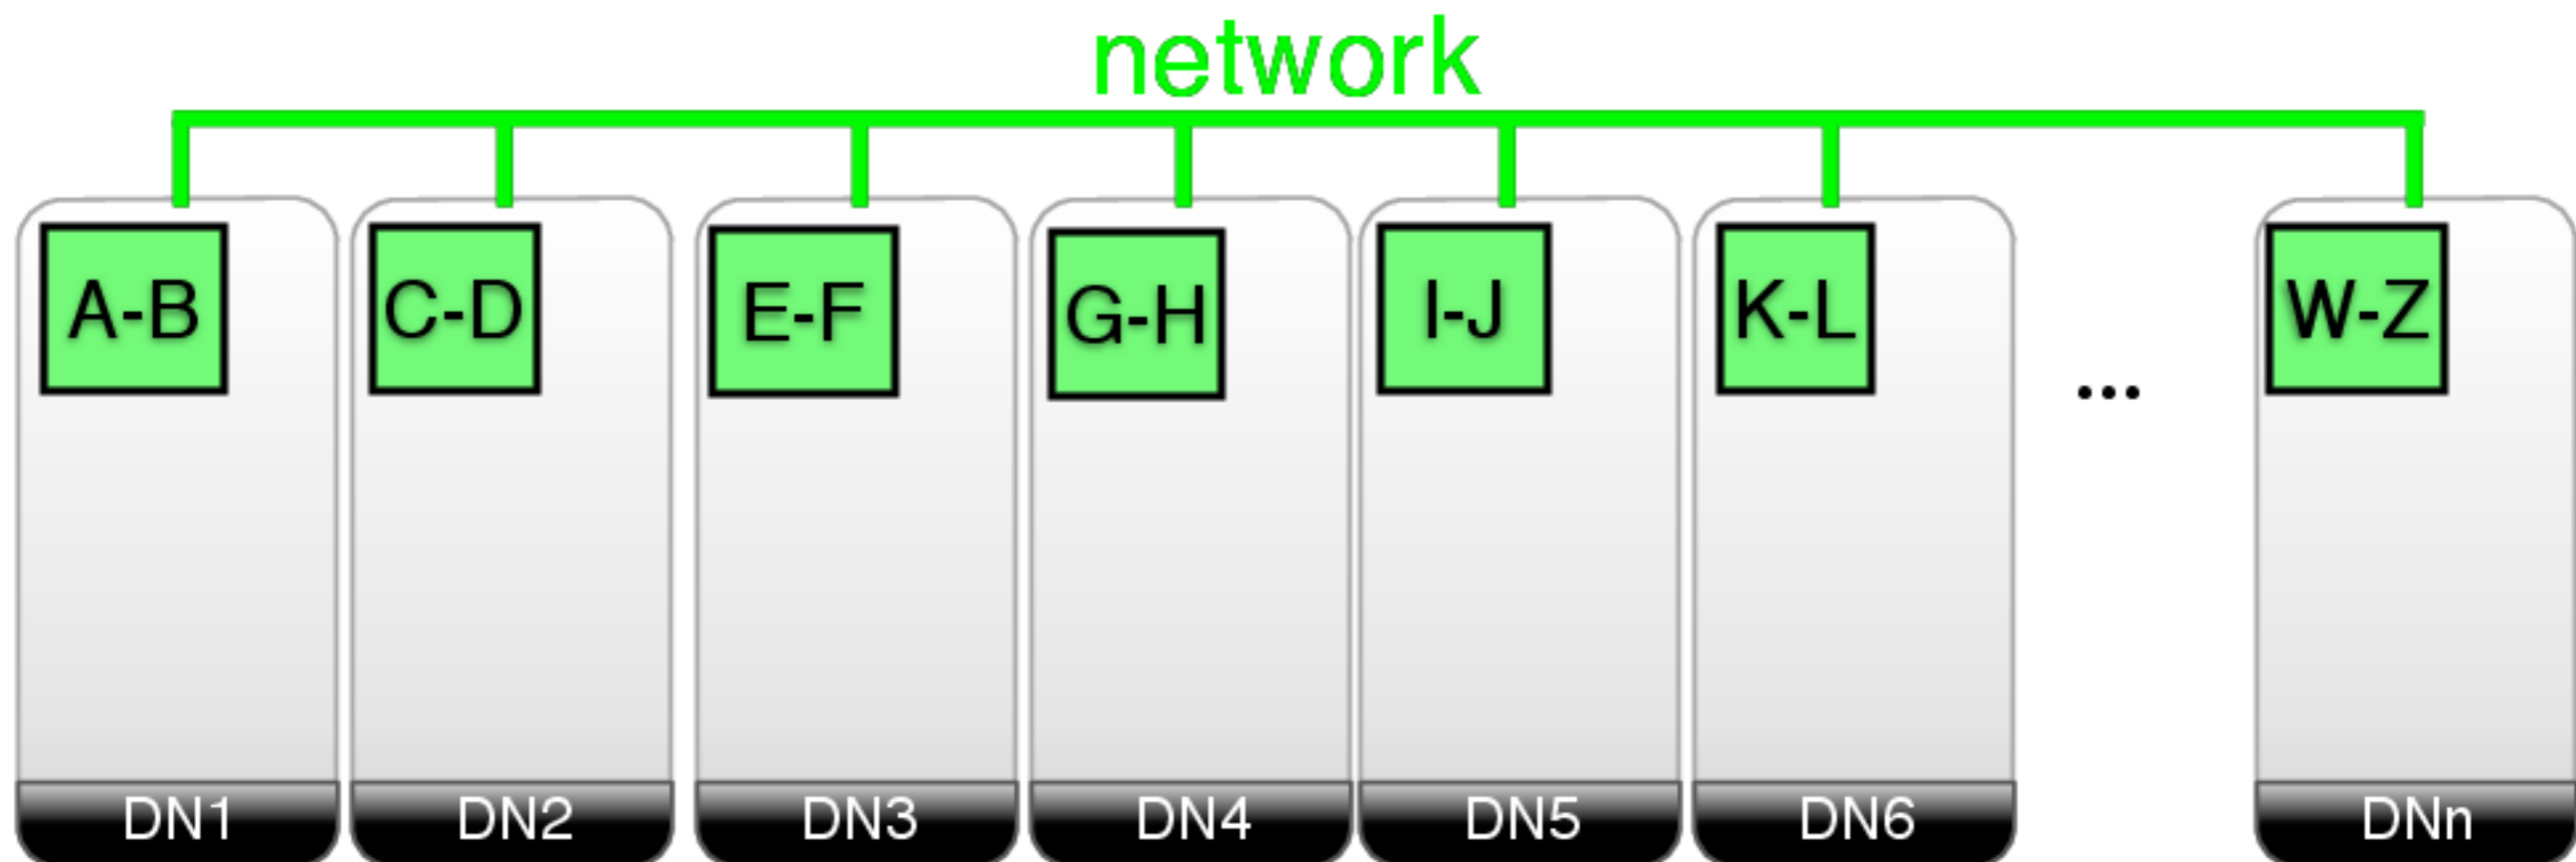 network
A-B C-D E-F G-H I-J K-L ... W-Z
DN1 DN2 DN3 DN4 DN5 DN6 DNn